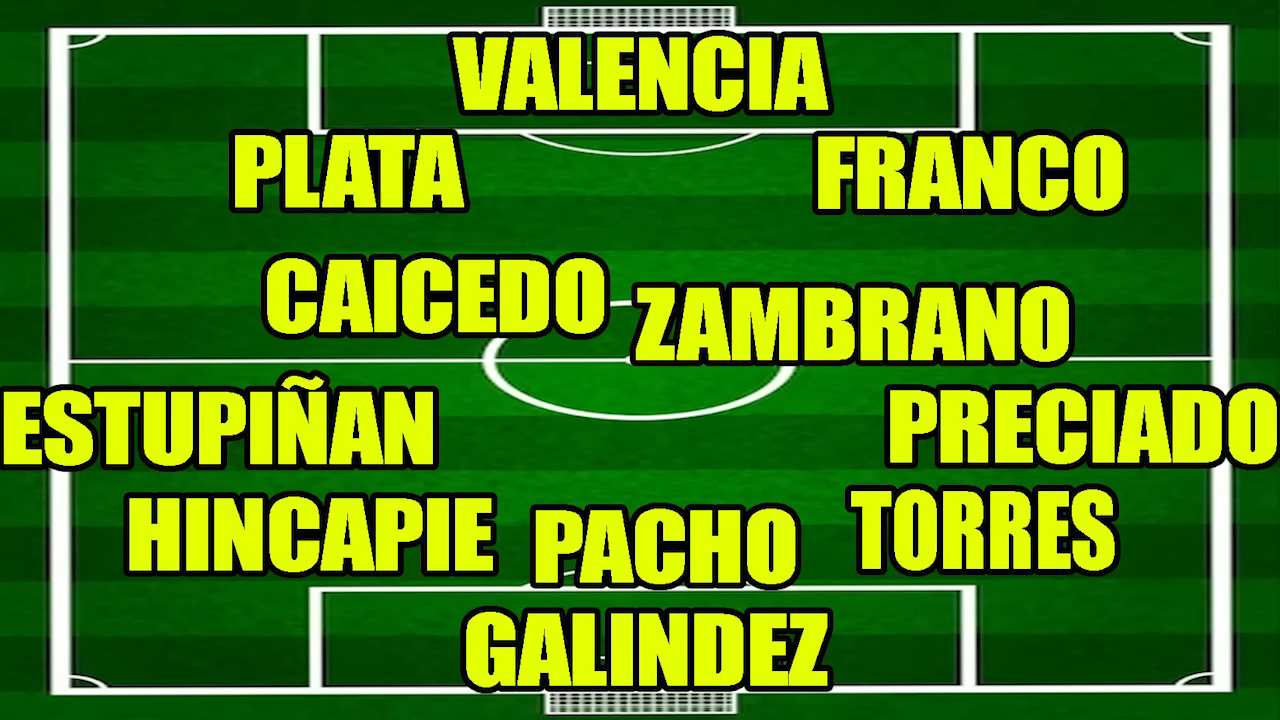 VALENCIA
PLATA FRANCO
CAICEDO ZAMBRANO
ESTUPIÑAN PRECIADO
HINCAPIE PACHO TORRES
GALINDEZ